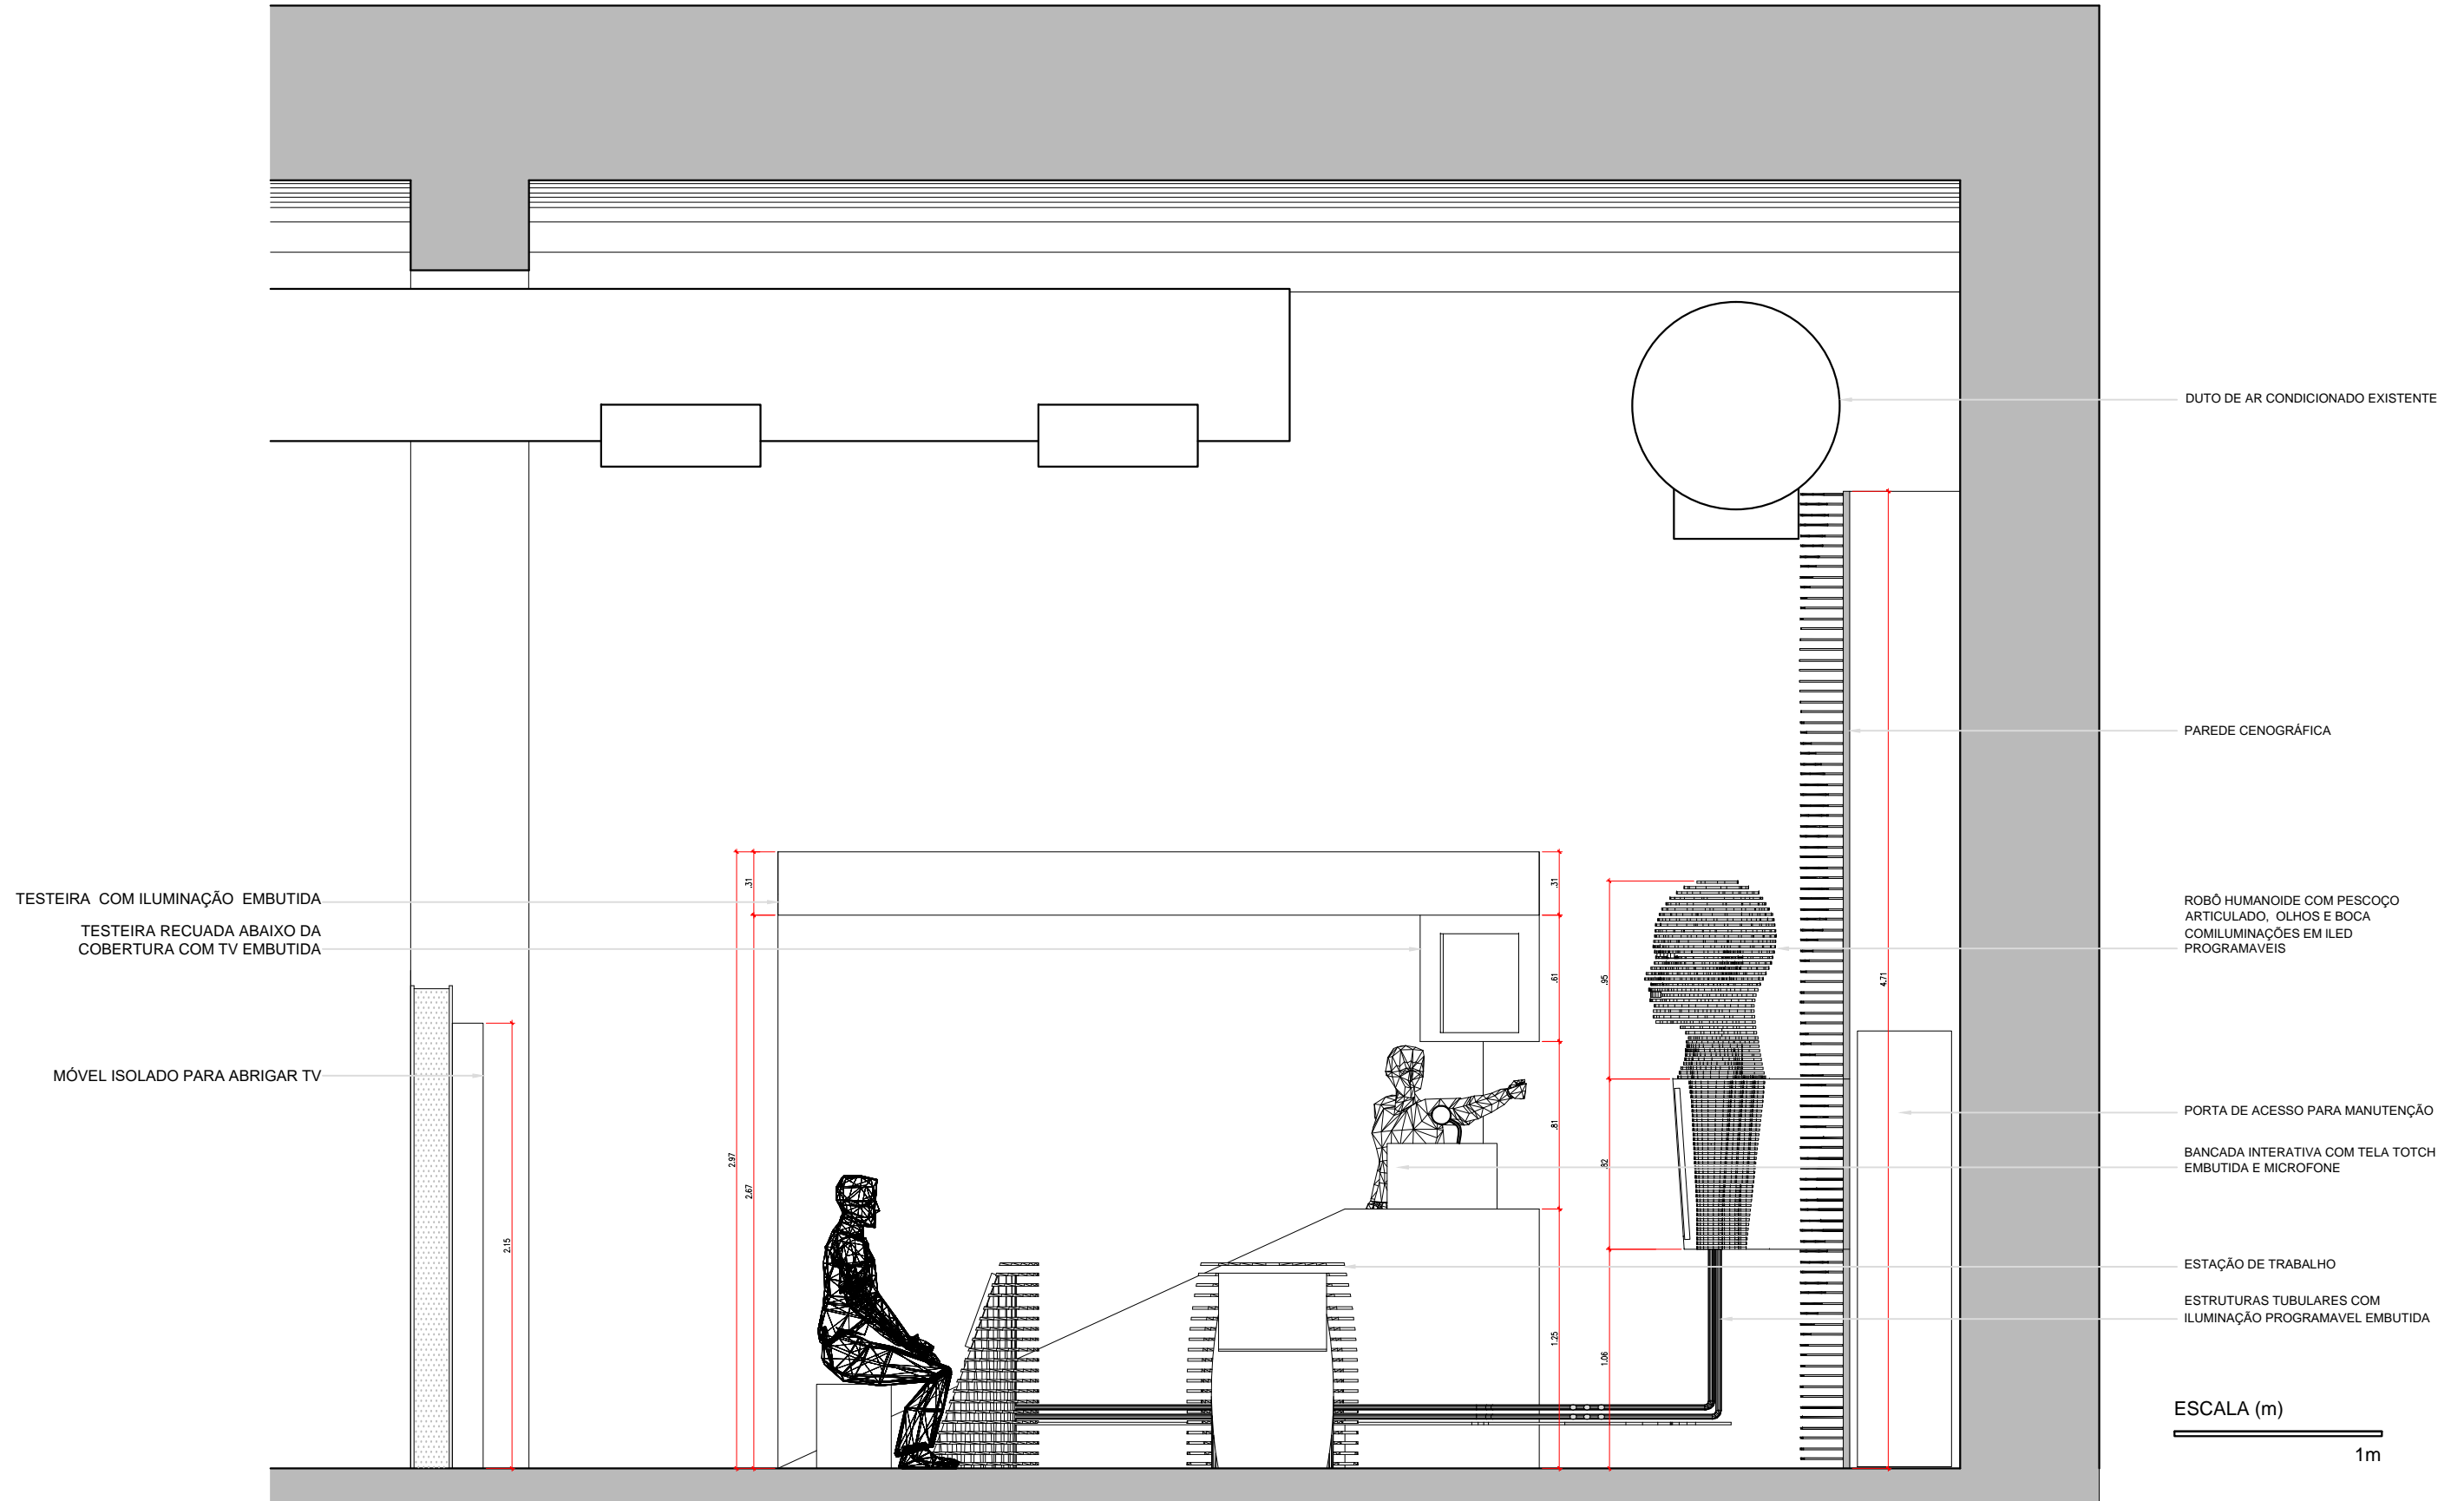 DUTO DE AR CONDICIONADO EXISTENTE
PAREDE CENOGRÁFICA
TESTEIRA COM ILUMINAÇÃO EMBUTIDA
TESTEIRA RECUADA ABAIXO DA
COBERTURA COM TV EMBUTIDA
MÓVEL ISOLADO PARA ABRIGAR TV
2.15
2.97
.31
2.67
.31
.61
.81
1.25
.95
.82
1.06
4.71
ROBÔ HUMANOIDE COM PESCOÇO
ARTICULADO, OLHOS E BOCA
COMILUMINAÇÕES EM ILED
PROGRAMAVEIS
PORTA DE ACESSO PARA MANUTENÇÃO
BANCADA INTERATIVA COM TELA TOTCH
EMBUTIDA E MICROFONE
ESTAÇÃO DE TRABALHO
ESTRUTURAS TUBULARES COM
ILUMINAÇÃO PROGRAMAVEL EMBUTIDA
ESCALA (m)
1m